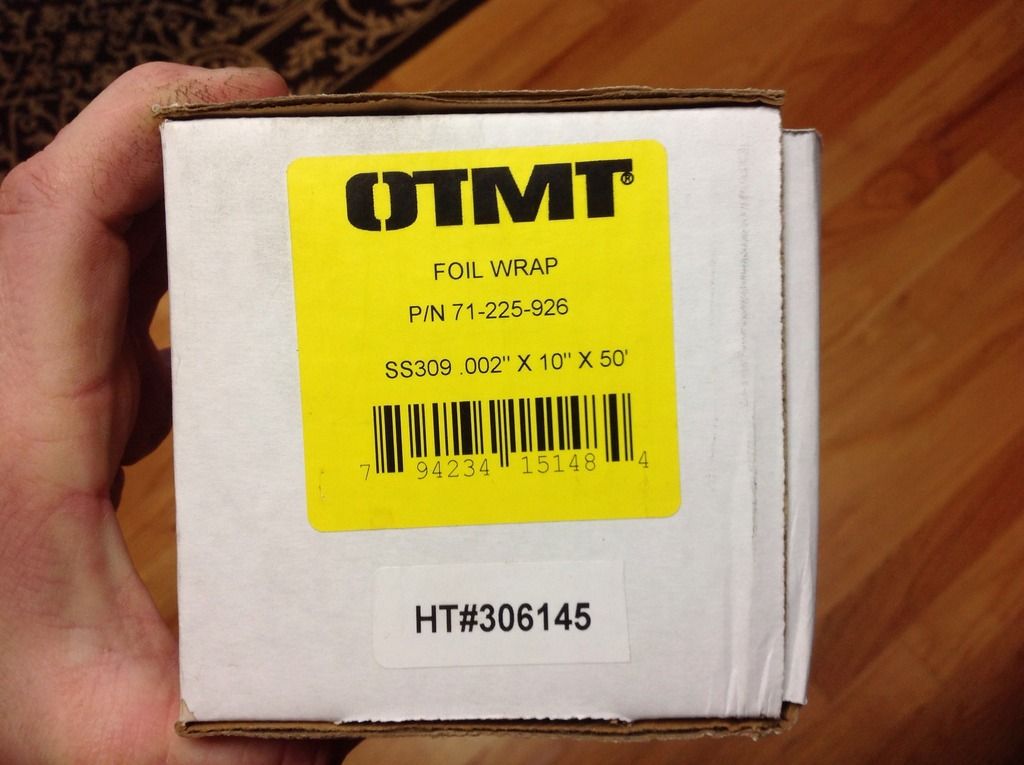 OTMT®
FOIL WRAP
P/N 71-225-926
SS309 .002" X 10" X 50'
7 94234 15148 4
HT#306145